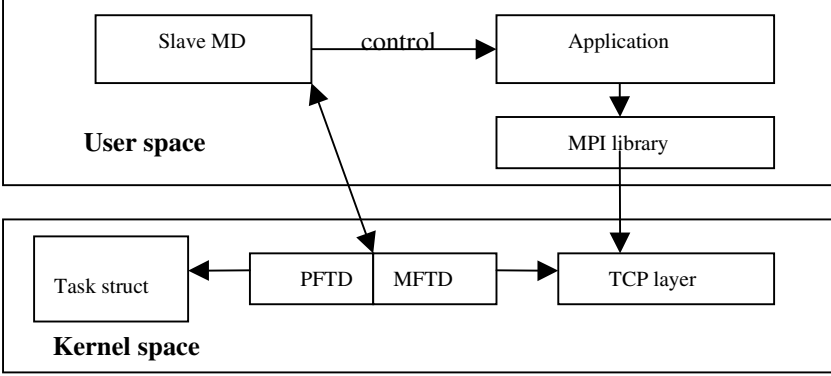 Slave MD
control
Application
User space
MPI library
Task struct
PFTD
MFTD
TCP layer
Kernel space